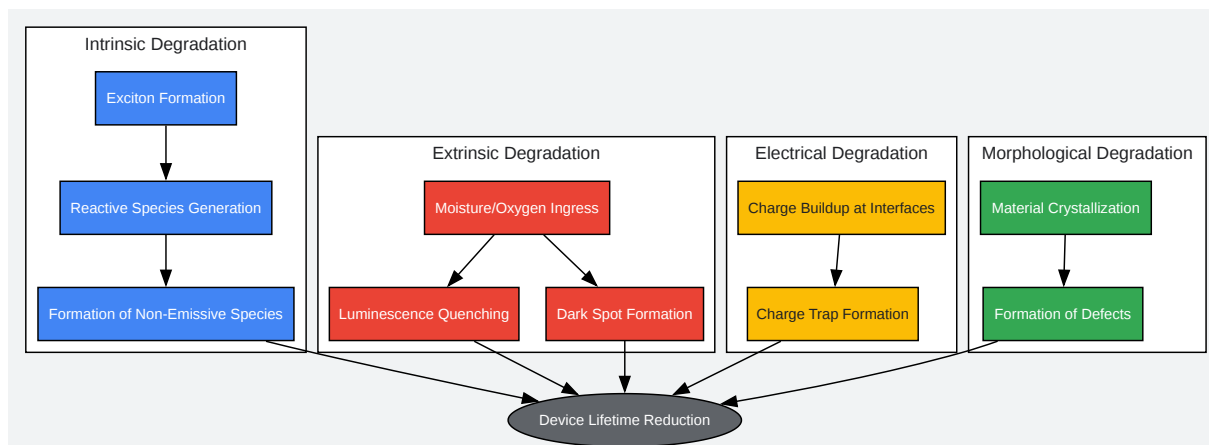 Intrinsic Degradation
Exciton Formation
Reactive Species Generation
Formation of Non-Emissive Species
Extrinsic Degradation
Moisture/Oxygen Ingress
Luminescence Quenching
Dark Spot Formation
Electrical Degradation
Charge Buildup at Interfaces
Charge Trap Formation
Morphological Degradation
Material Crystallization
Formation of Defects
Device Lifetime Reduction